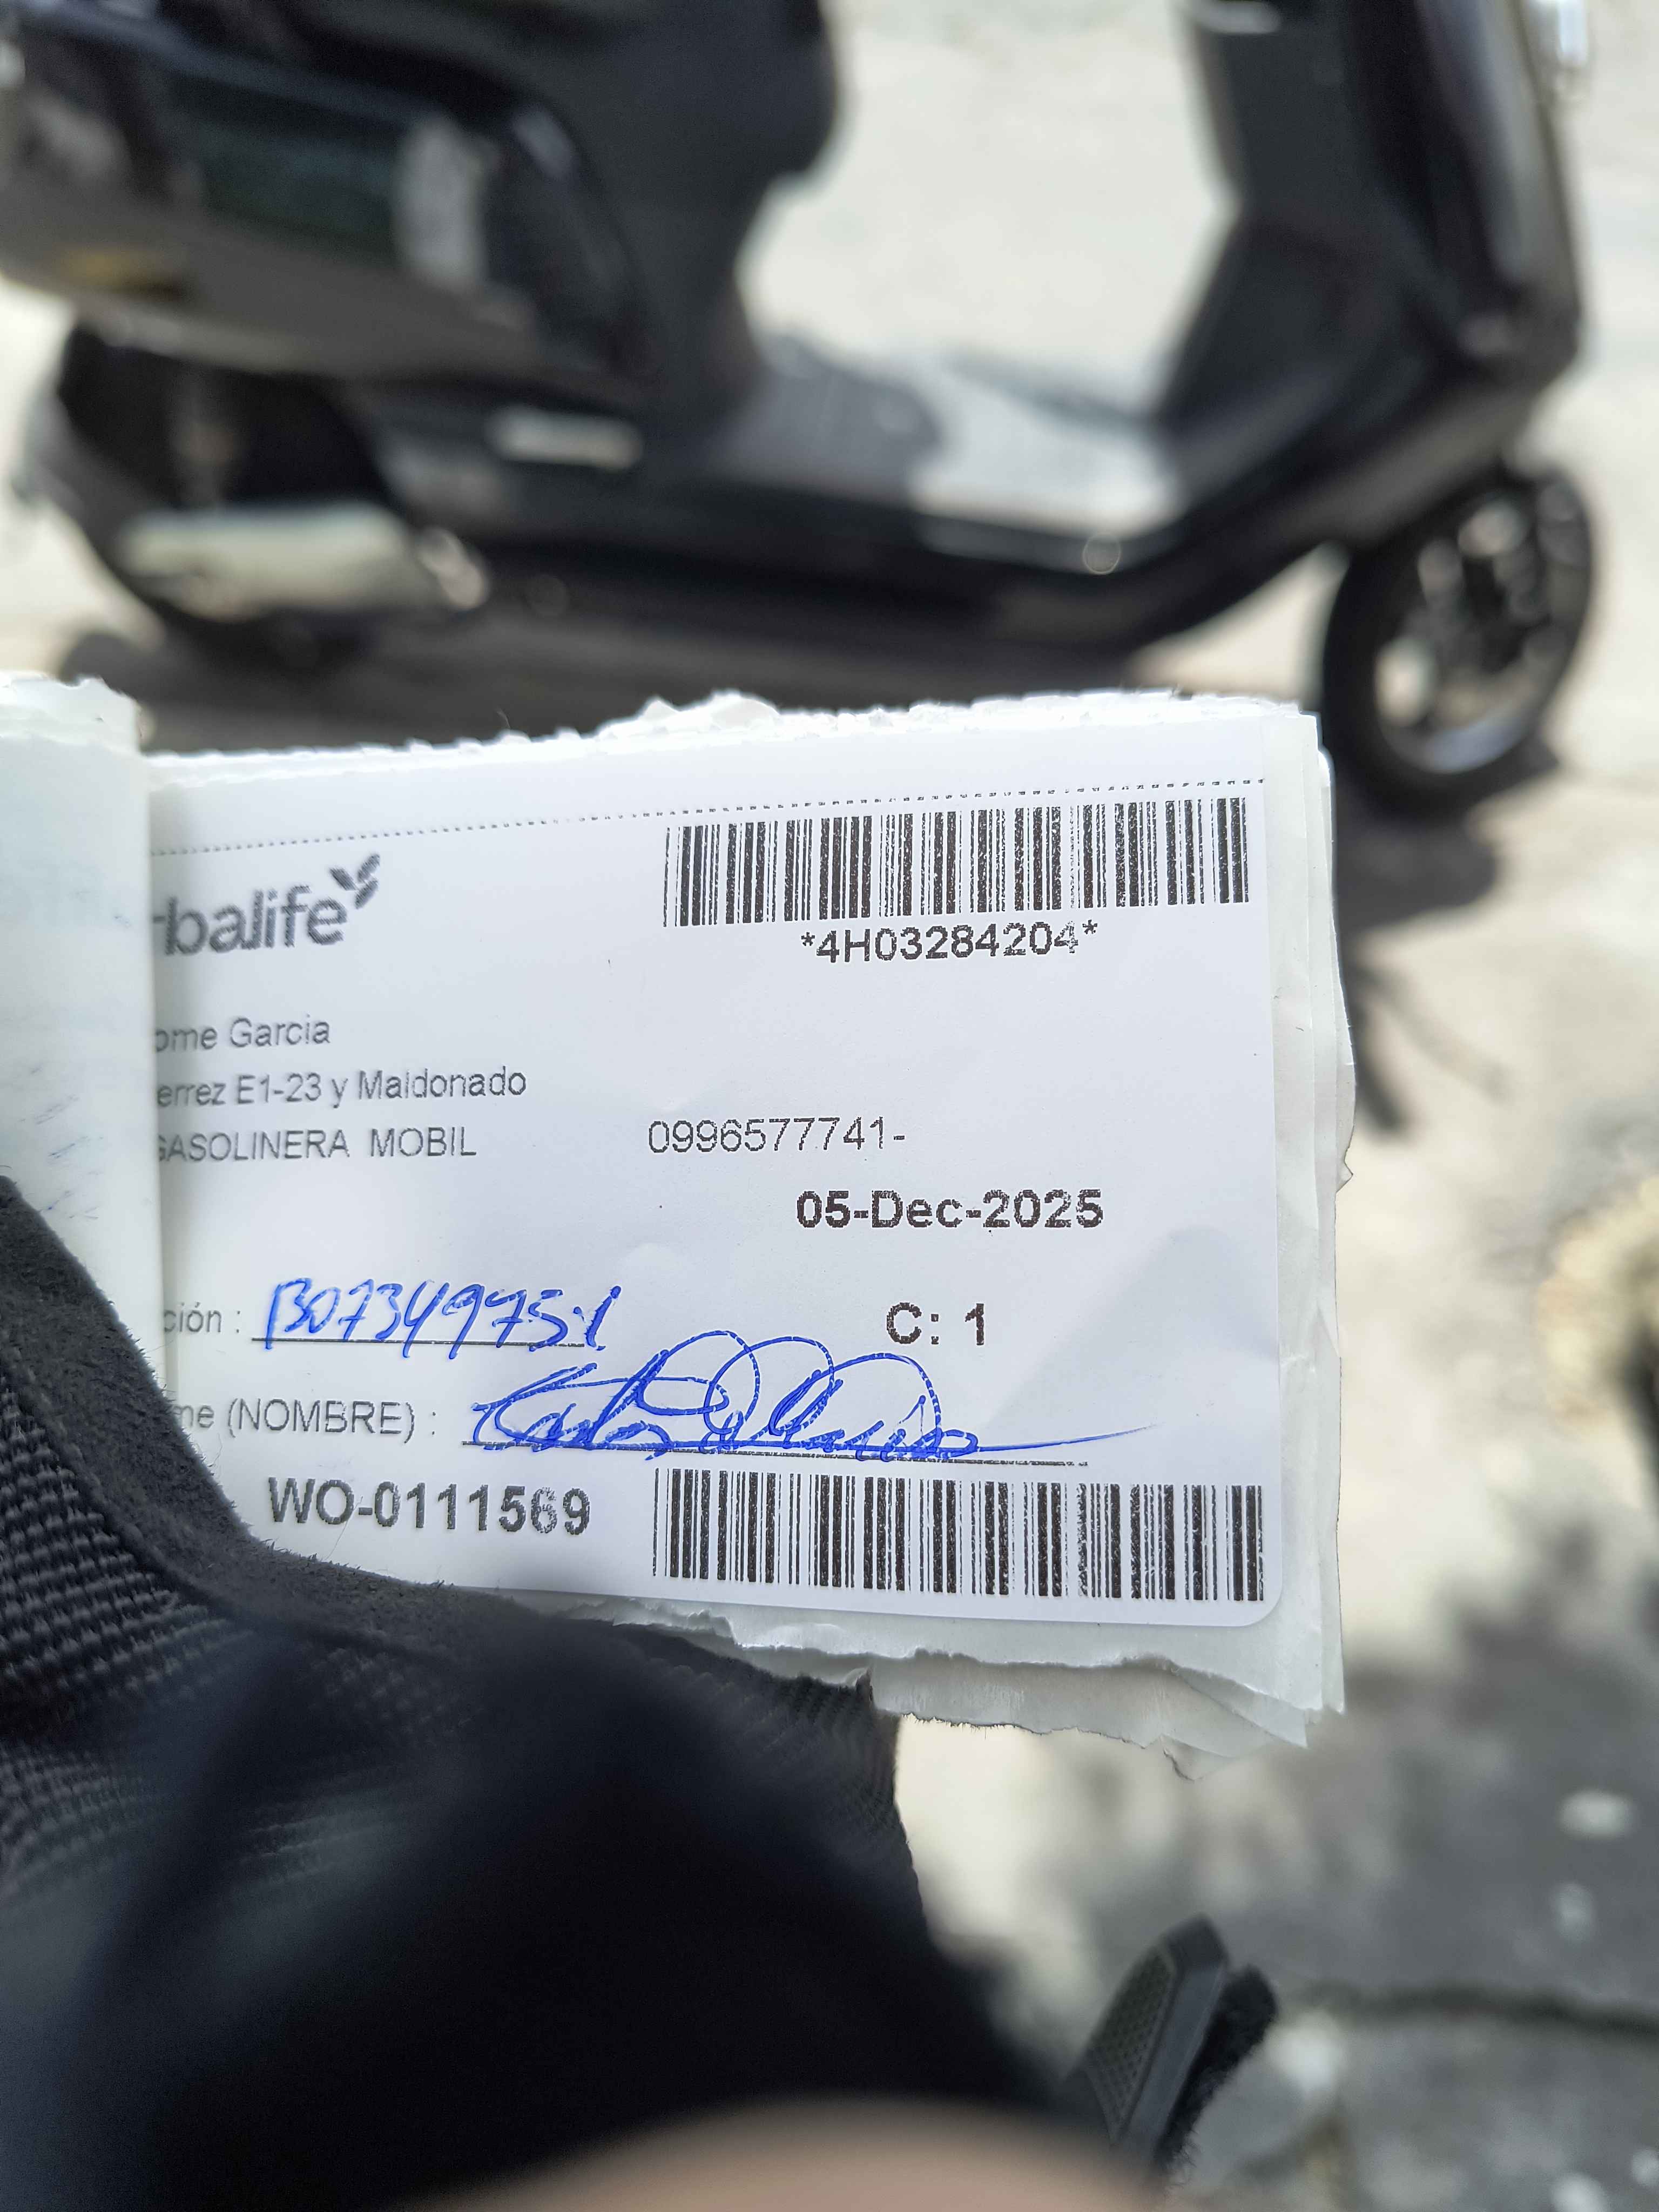 rbalife
*4H03284204*
ome Garcia
errez E1-23 y Maldonado
GASOLINERA MOBIL 0996577741-
05-Dec-2025
ción : C: 1
me (NOMBRE) : Carlos
WO-0111569